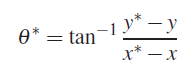 θ* = tan⁻¹ (y* − y)/(x* − x)